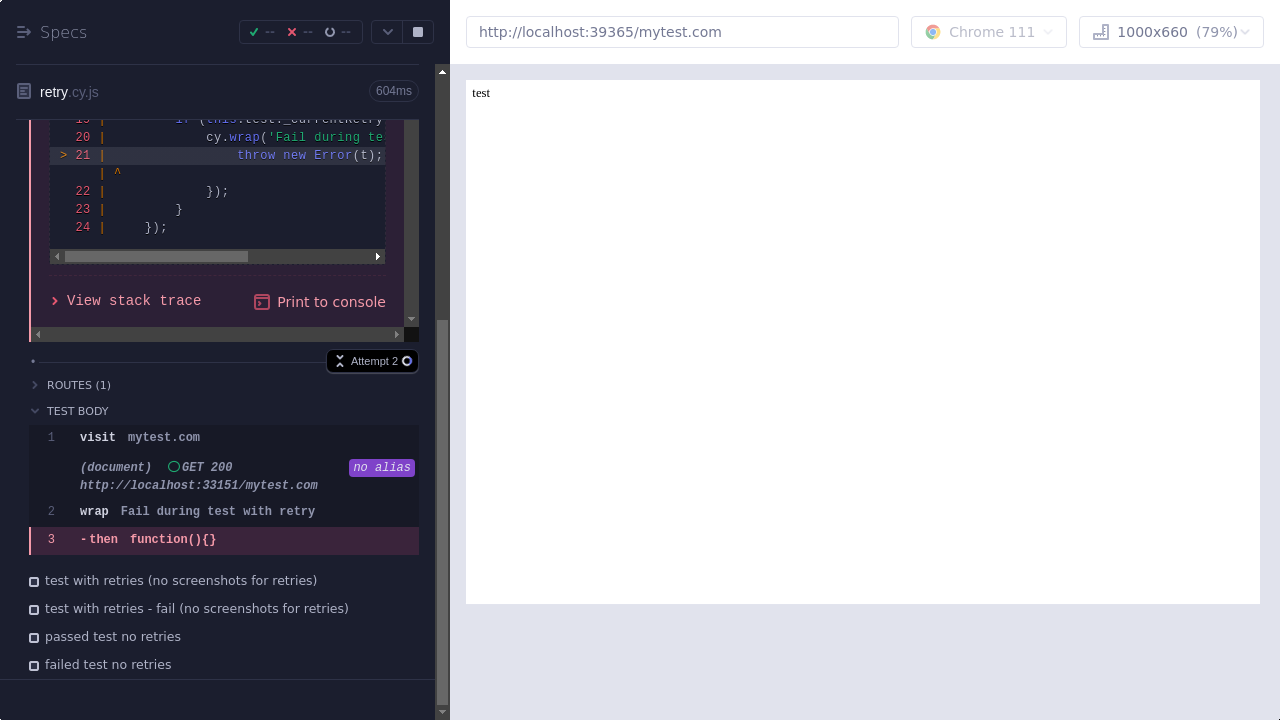 Specs
-- -- --
http://localhost:39365/mytest.com
Chrome 111
1000x660 (79%)
retry.cy.js
604ms
test
19 | if (this.test._currentRetry
20 | cy.wrap('Fail during te
> 21 | throw new Error(t);
| ^
22 | });
23 | }
24 | });
View stack trace
Print to console
Attempt 2
ROUTES (1)
TEST BODY
1 visit mytest.com
(document) GET 200 no alias
http://localhost:33151/mytest.com
2 wrap Fail during test with retry
3 -then function(){}
test with retries (no screenshots for retries)
test with retries - fail (no screenshots for retries)
passed test no retries
failed test no retries